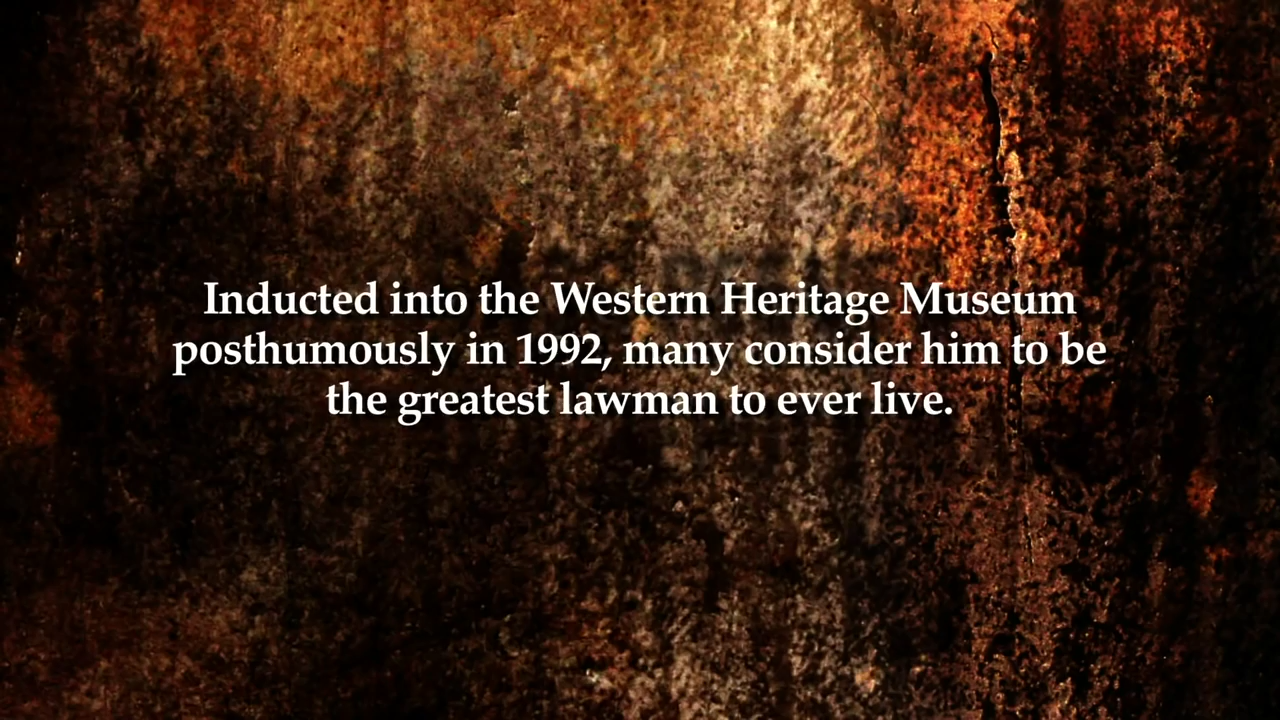 Inducted into the Western Heritage Museum
posthumously in 1992, many consider him to be
the greatest lawman to ever live.